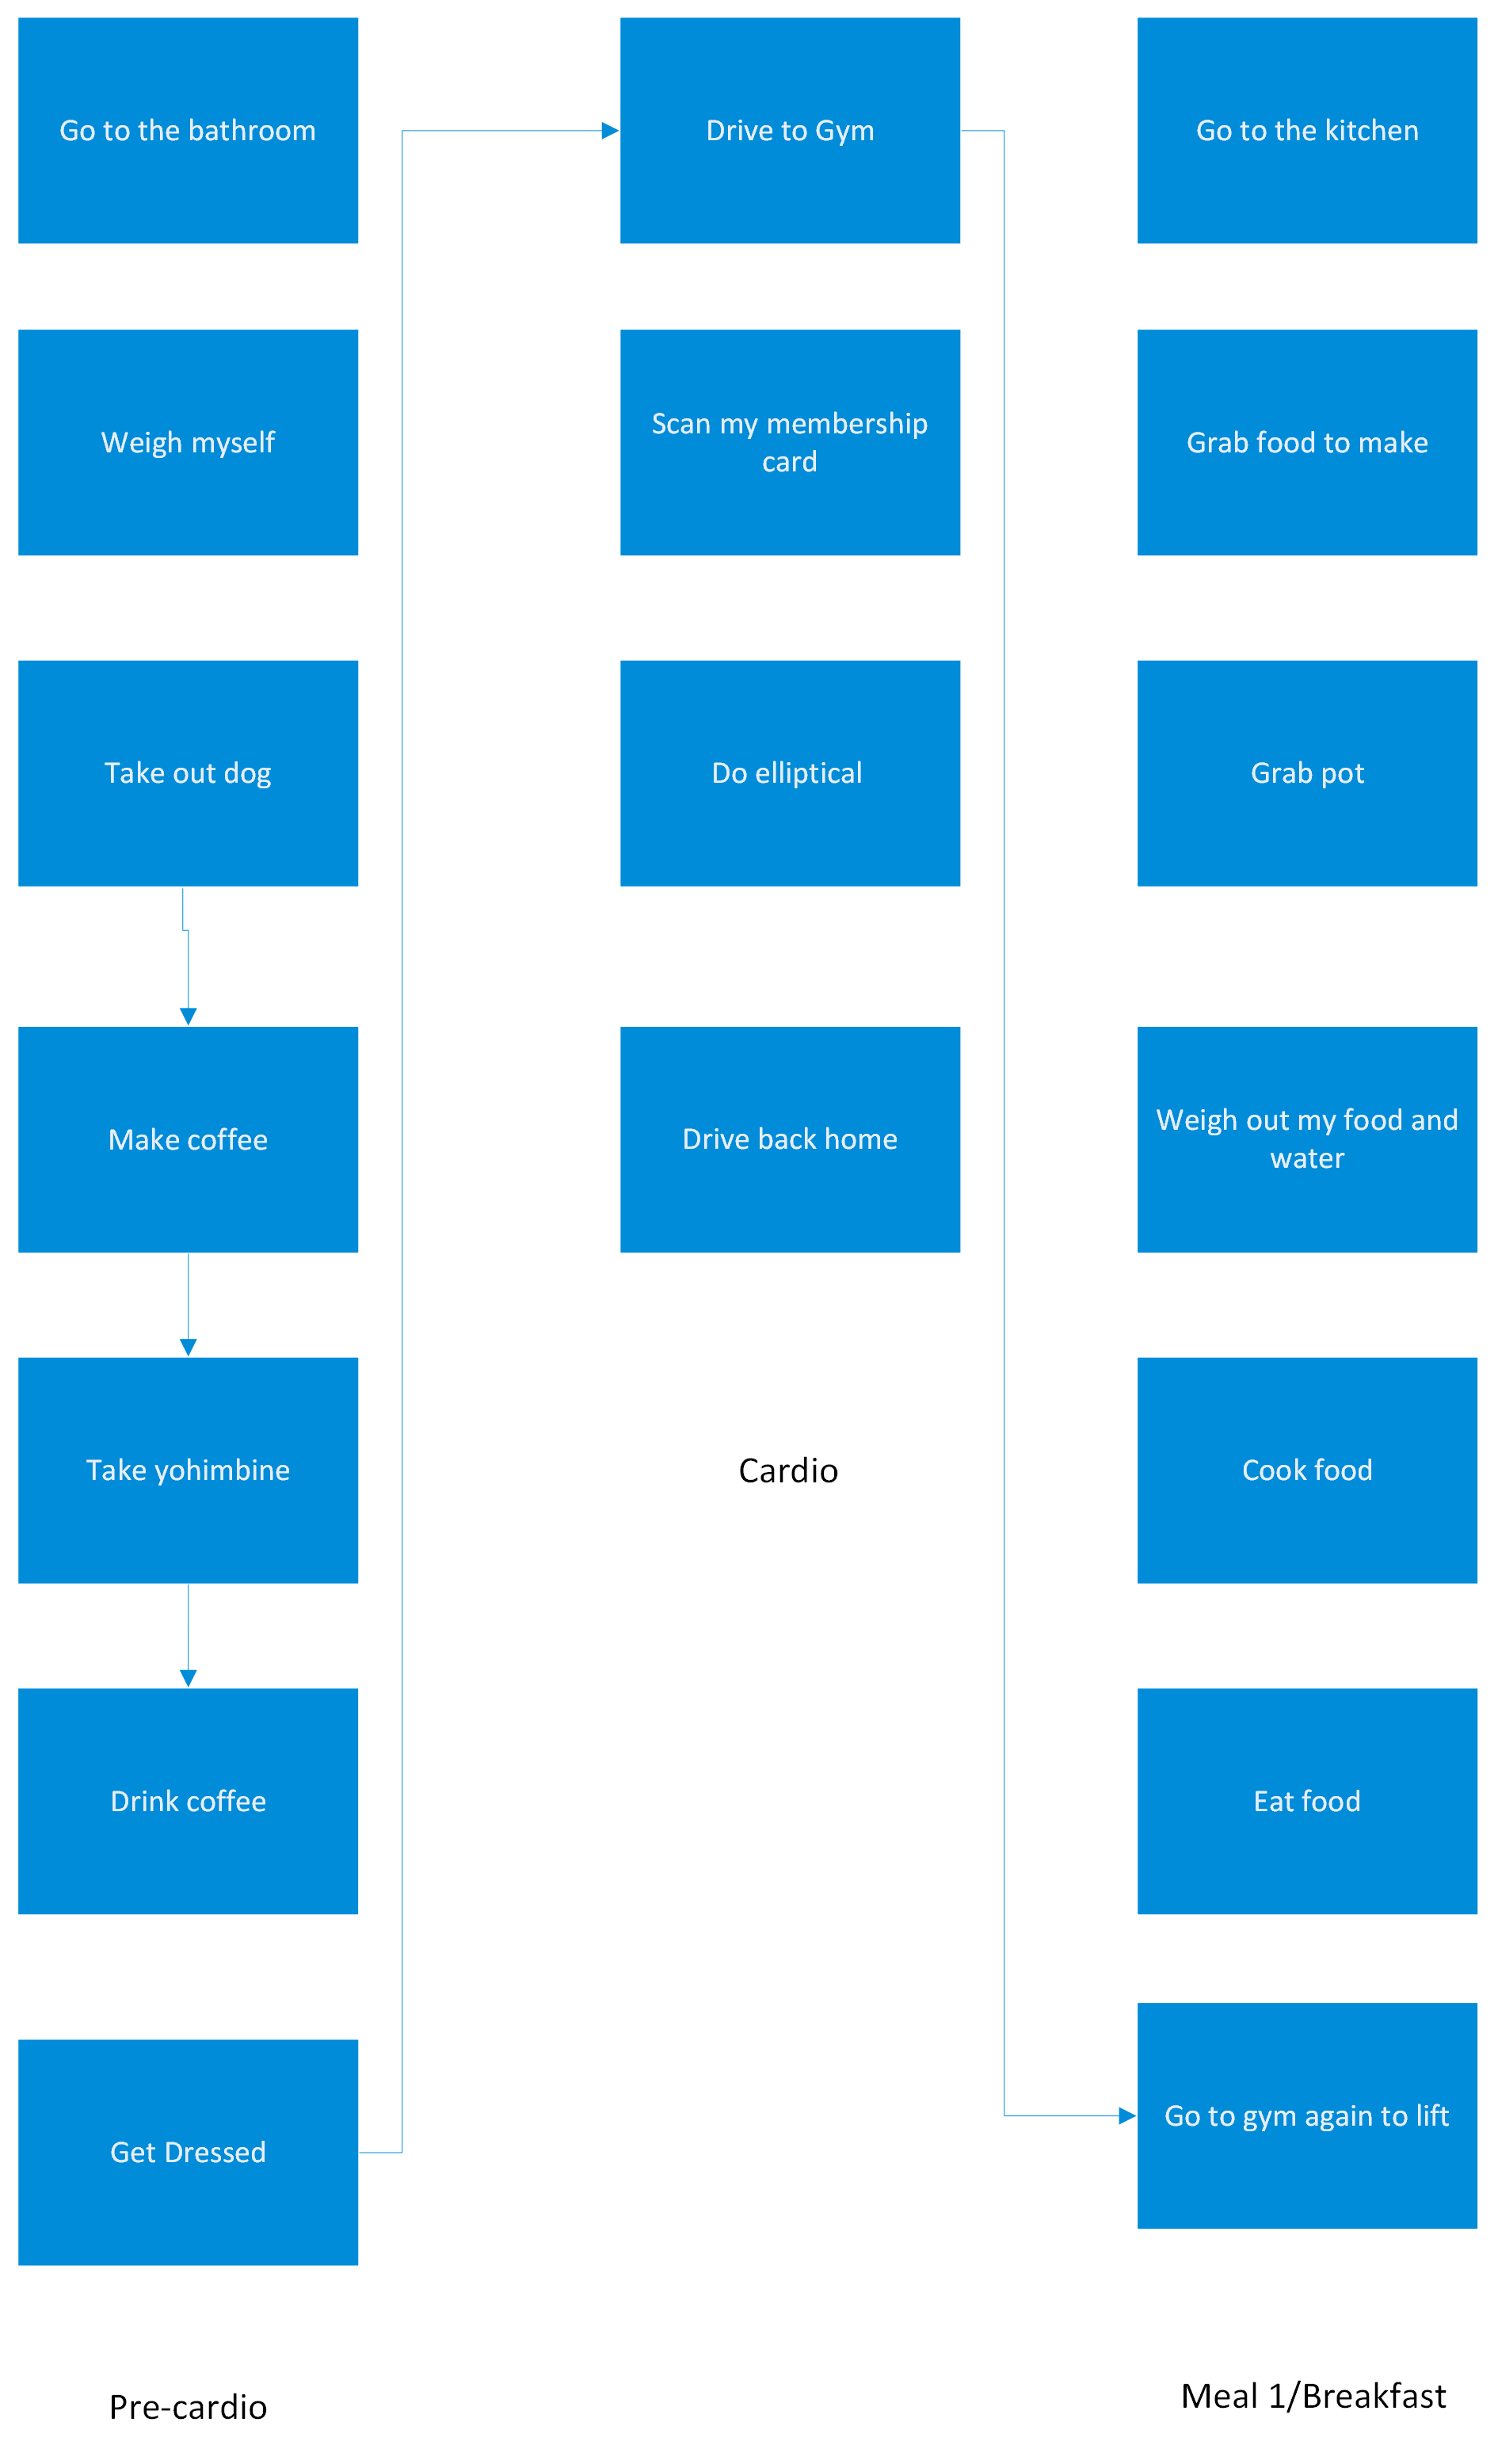 Go to the bathroom
Weigh myself
Take out dog
Make coffee
Take yohimbine
Drink coffee
Get Dressed
Pre-cardio
Drive to Gym
Scan my membership
card
Do elliptical
Drive back home
Cardio
Go to the kitchen
Grab food to make
Grab pot
Weigh out my food and
water
Cook food
Eat food
Go to gym again to lift
Meal 1/Breakfast